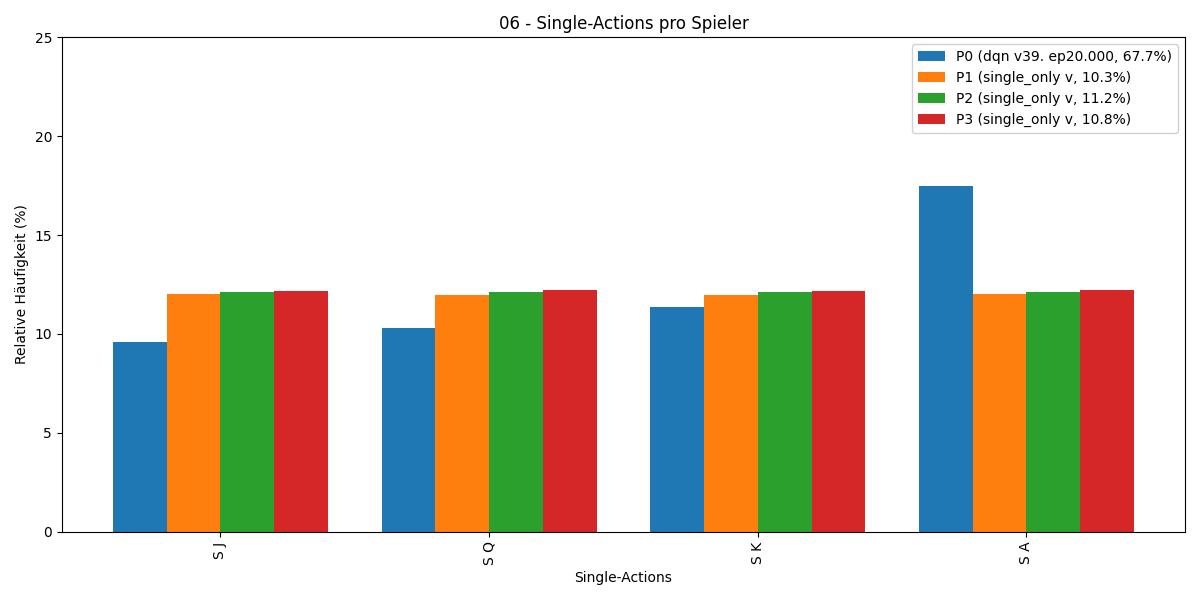 06 - Single-Actions pro Spieler
25
20
15
10
5
0
Relative Häufigkeit (%)
P0 (dqn v39. ep20.000, 67.7%)
P1 (single_only v, 10.3%)
P2 (single_only v, 11.2%)
P3 (single_only v, 10.8%)
S J
S Q
S K
S A
Single-Actions